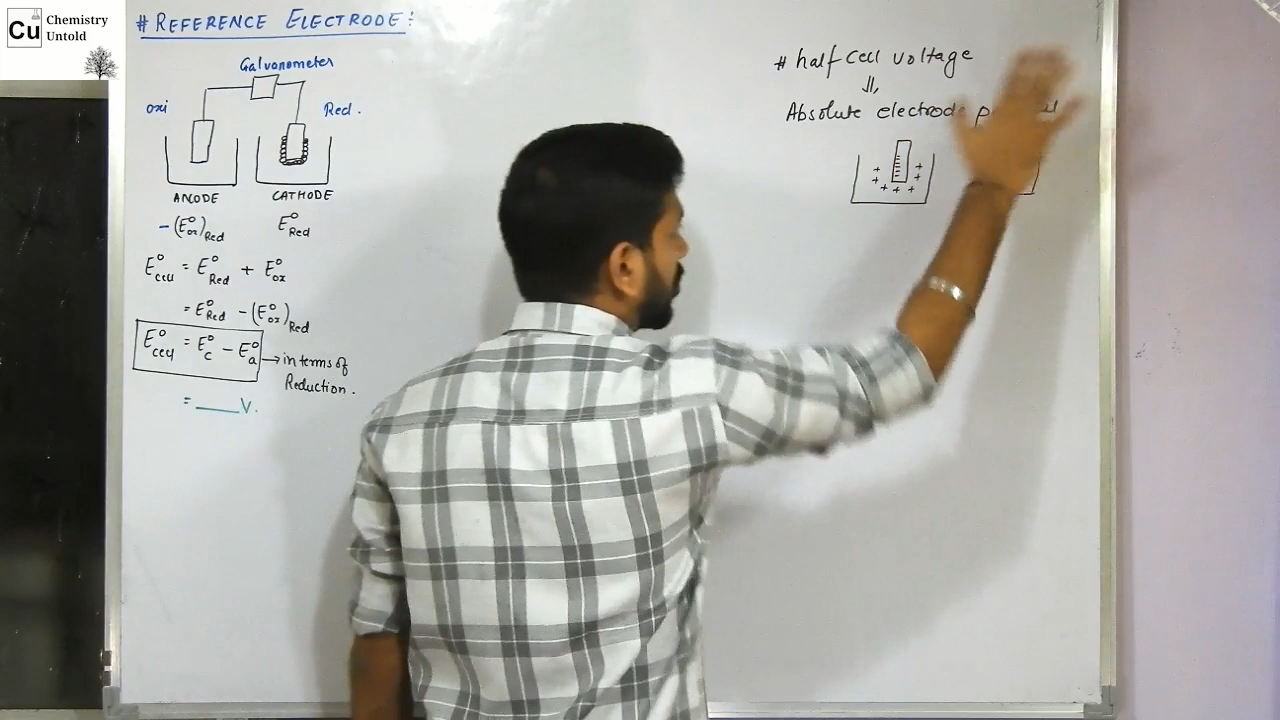 Cu
Chemistry
Untold
# REFERENCE ELECTRODE:
Galvanometer
oxi
Red.
ANODE
CATHODE
- (E°ox)Red
E°Red
E°cell = E°Red + E°ox
= E°Red - (E°ox)Red
E°cell = E°c - E°a → in terms of
Reduction.
= ____ V.
# half cell voltage
⇓
Absolute electrode
+ + + + + + +